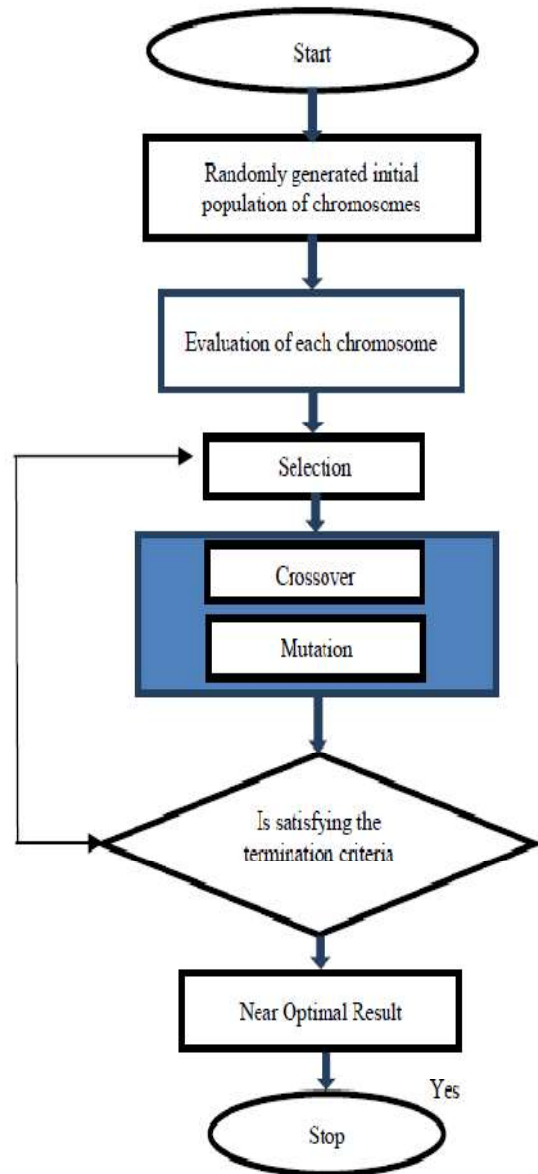 Start
Randomly generated initial
population of chromosomes
Evaluation of each chromosome
Selection
Crossover
Mutation
Is satisfying the
termination criteria
Near Optimal Result
Yes
Stop